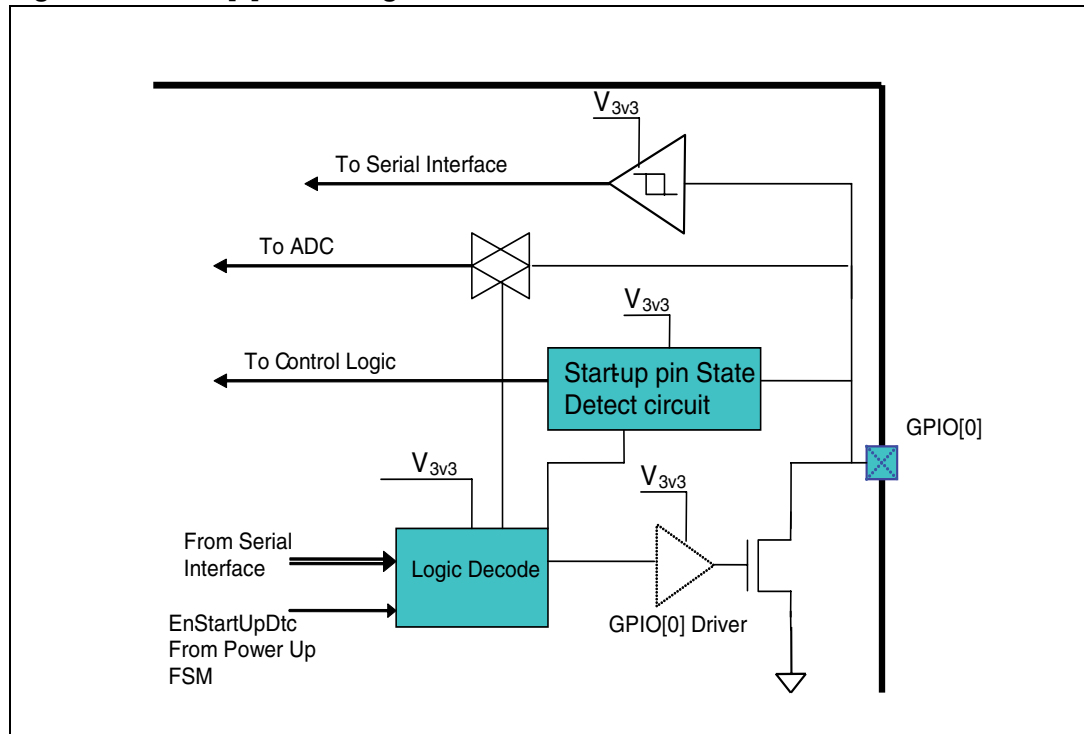 V3v3
To Serial Interface
To ADC
V3v3
To Control Logic
Start-up pin State
Detect circuit
GPIO[0]
V3v3
V3v3
From Serial
Interface
Logic Decode
GPIO[0] Driver
EnStartUpDtc
From Power Up
FSM